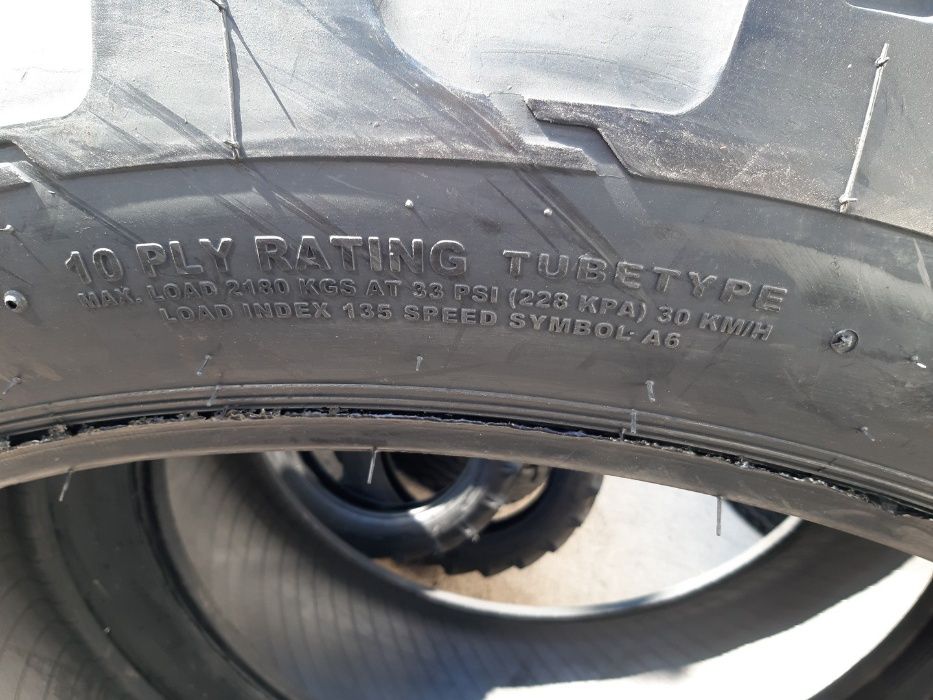 10 PLY RATING TUBETYPE
MAX. LOAD 2180 KGS AT 33 PSI (228 KPA) 30 KM/H
LOAD INDEX 135 SPEED SYMBOL A6